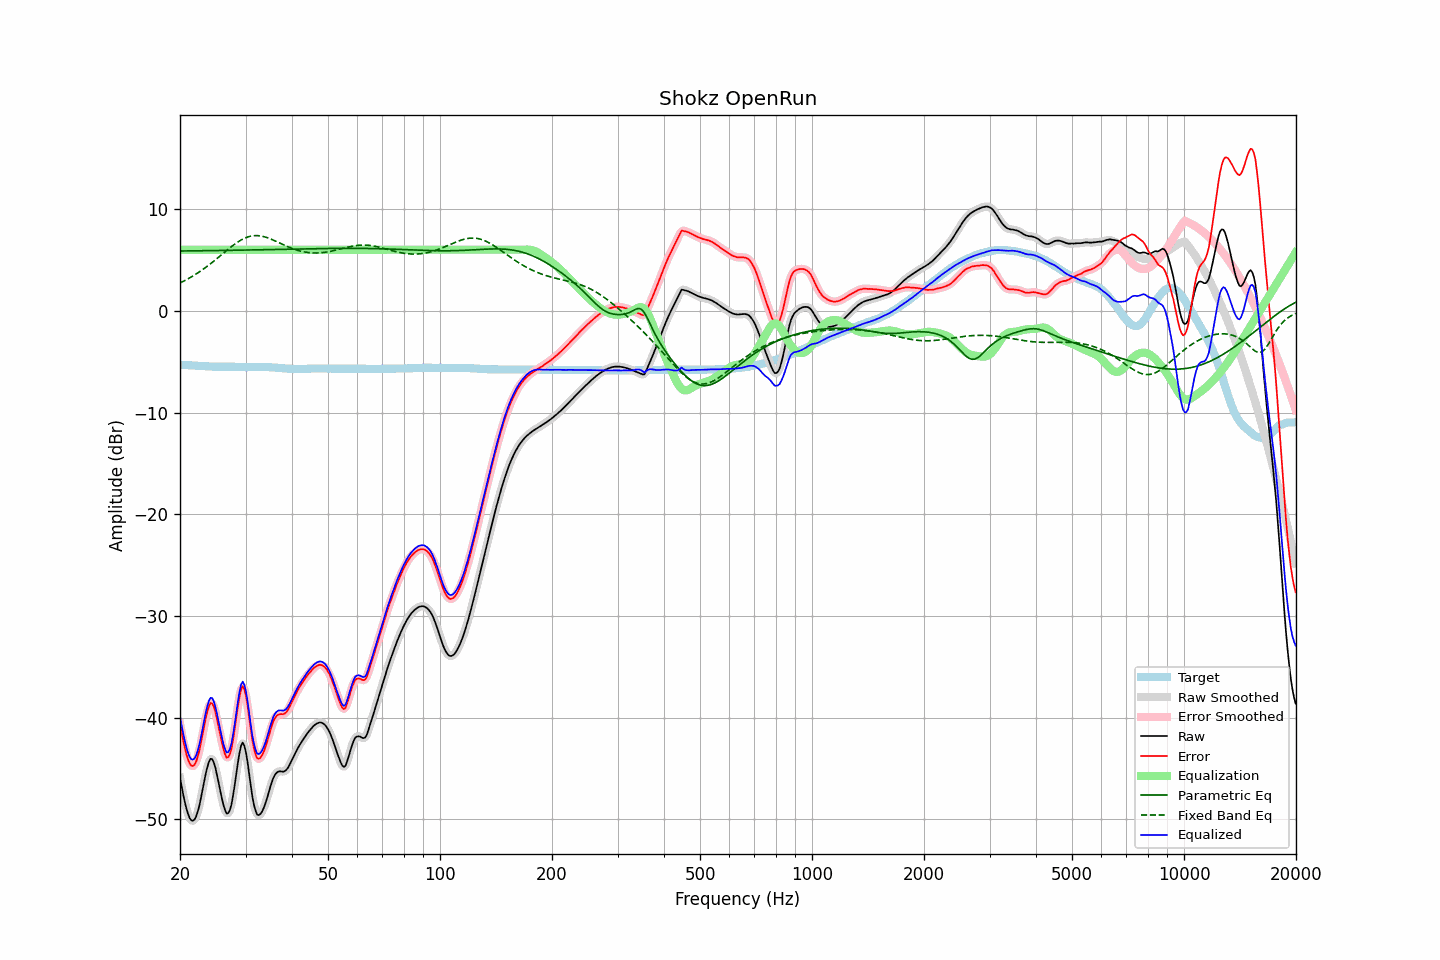 Shokz OpenRun
Amplitude (dBr)
10
0
−10
−20
−30
−40
−50
20
50
100
200
500
1000
2000
5000
10000
20000
Frequency (Hz)
Target
Raw Smoothed
Error Smoothed
Raw
Error
Equalization
Parametric Eq
Fixed Band Eq
Equalized